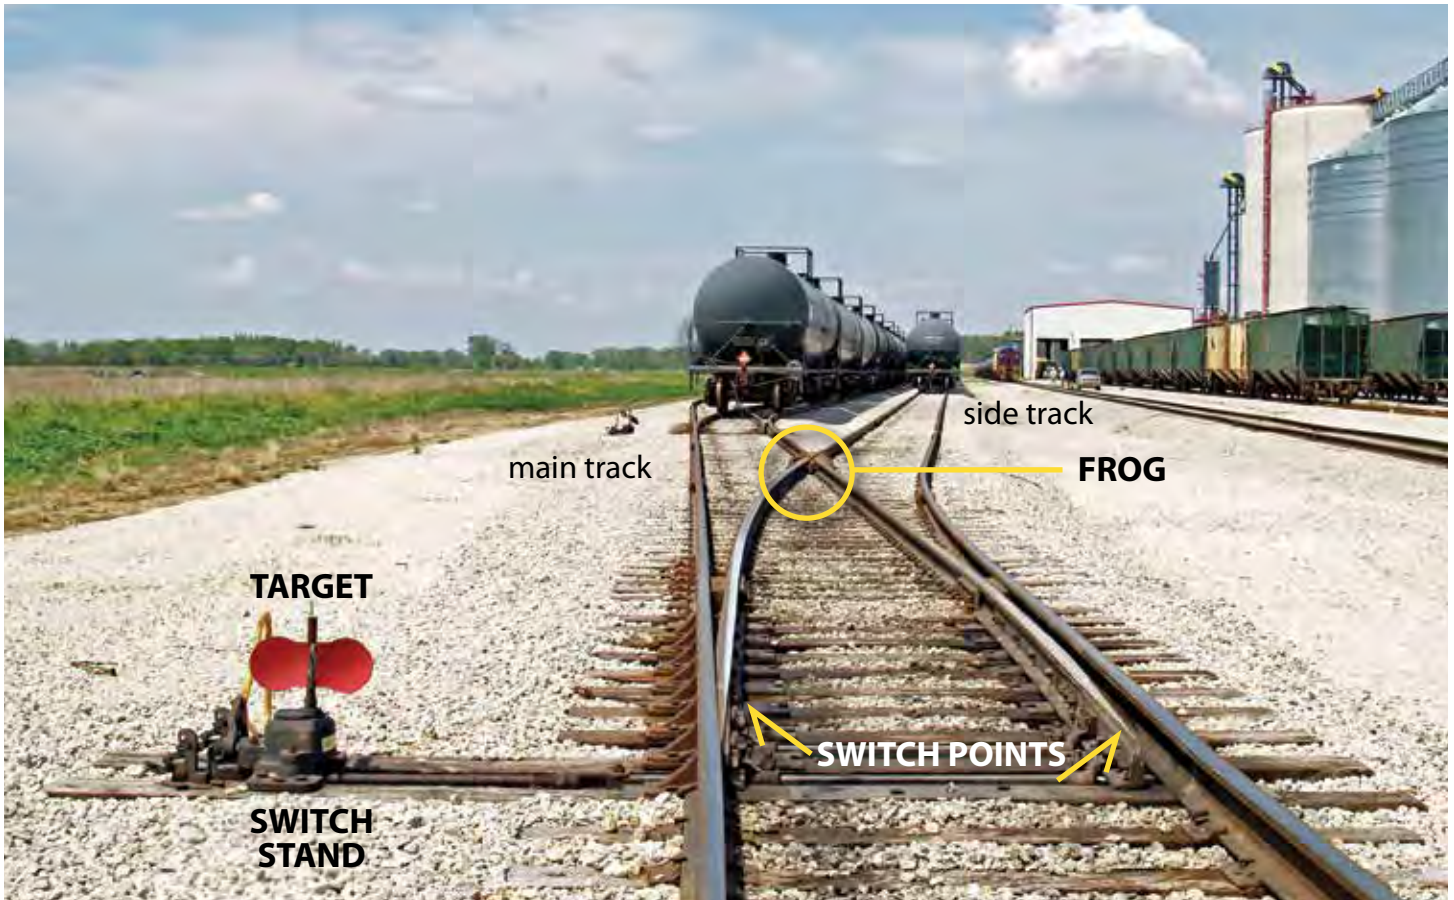 side track
main track
FROG
TARGET
SWITCH POINTS
SWITCH
STAND